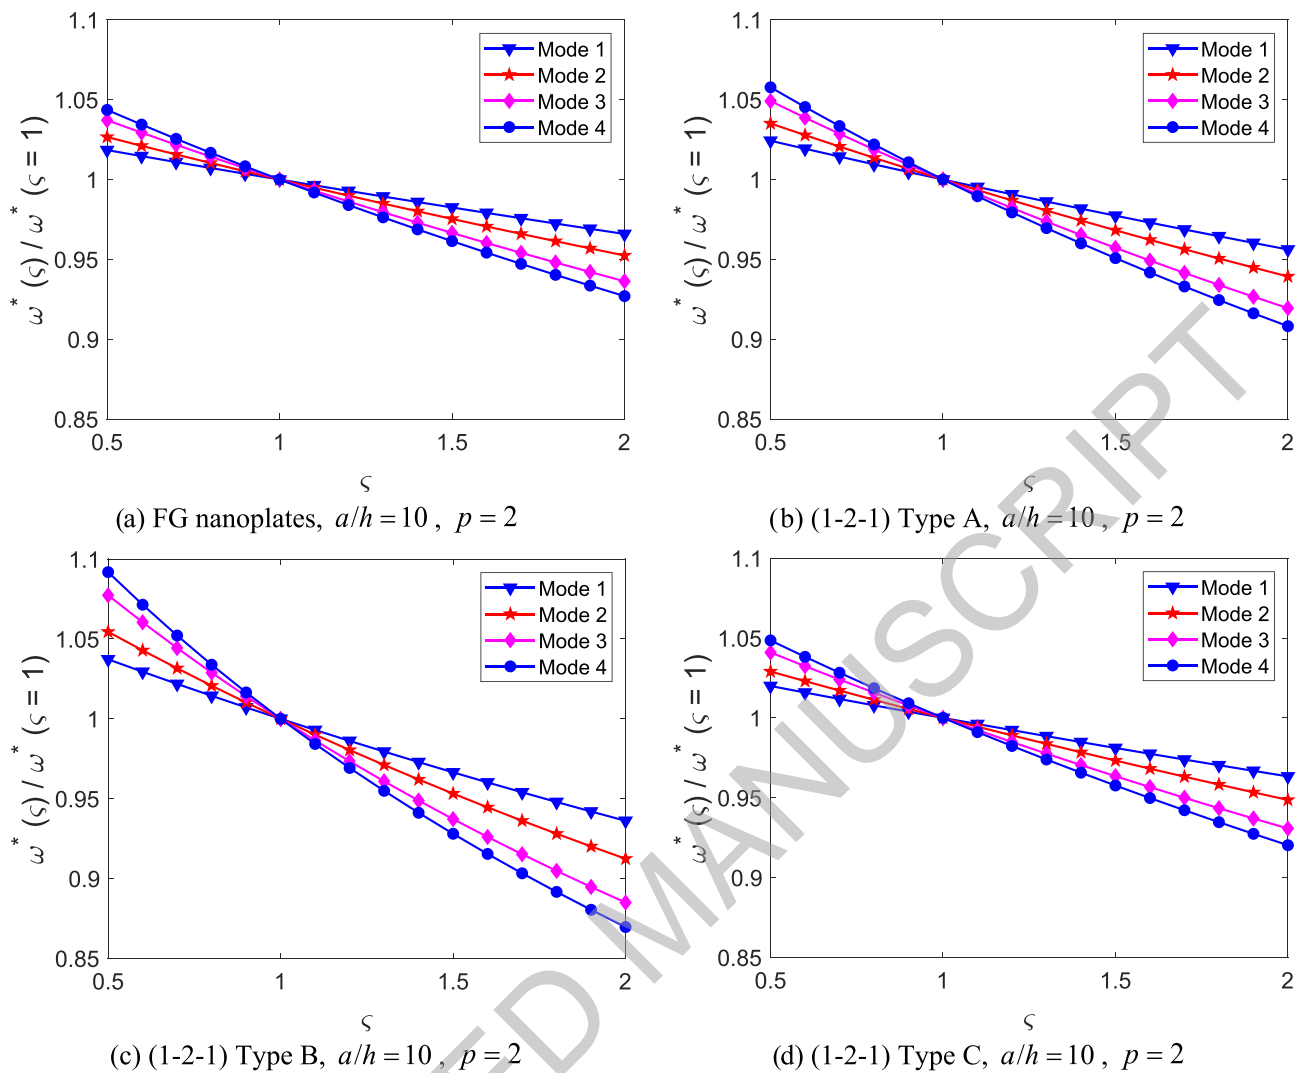 1.1
1.05
1
0.95
0.9
0.85
0.5
1
1.5
2
ω* (ς) / ω* (ς = 1)
ς
Mode 1
Mode 2
Mode 3
Mode 4
(a) FG nanoplates, a/h = 10 , p = 2
1.1
1.05
1
0.95
0.9
0.85
0.5
1
1.5
2
ω* (ς) / ω* (ς = 1)
ς
Mode 1
Mode 2
Mode 3
Mode 4
(b) (1-2-1) Type A, a/h = 10 , p = 2
1.1
1.05
1
0.95
0.9
0.85
0.5
1
1.5
2
ω* (ς) / ω* (ς = 1)
ς
Mode 1
Mode 2
Mode 3
Mode 4
(c) (1-2-1) Type B, a/h = 10 , p = 2
1.1
1.05
1
0.95
0.9
0.85
0.5
1
1.5
2
ω* (ς) / ω* (ς = 1)
ς
Mode 1
Mode 2
Mode 3
Mode 4
(d) (1-2-1) Type C, a/h = 10 , p = 2
ED MANUSCRIPT